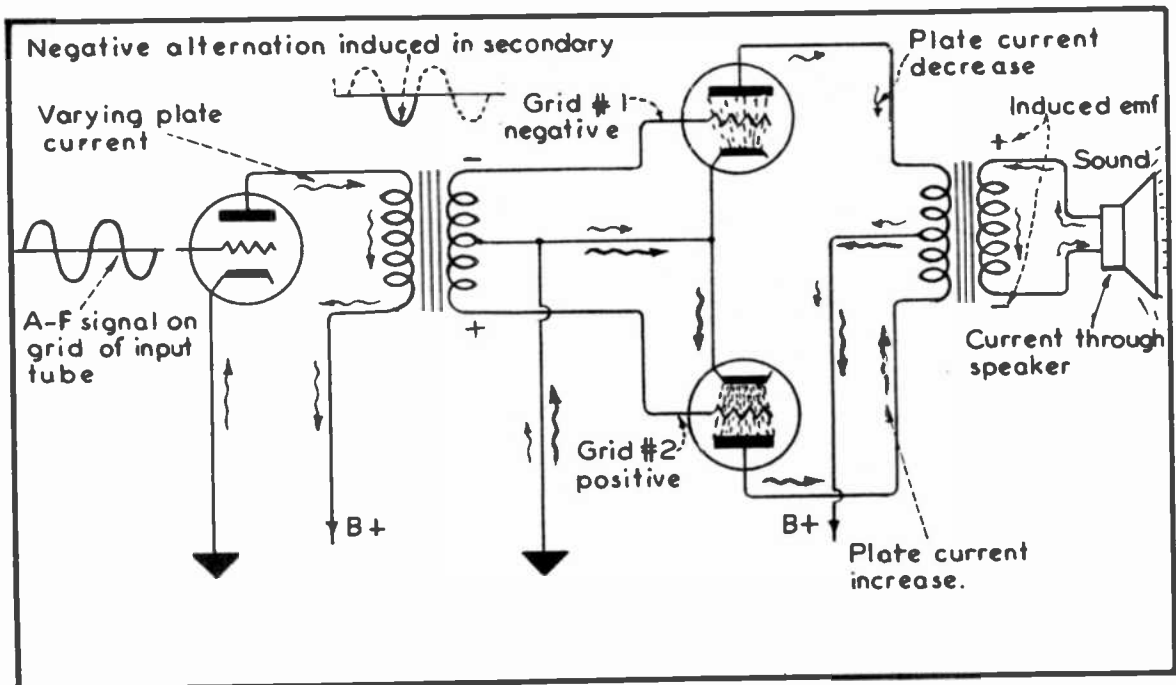 Negative alternation induced in secondary
Varying plate
current
Grid # 1
negative
Plate current
decrease
Induced emf
+
Sound
-
+
A-F signal on
grid of input
tube
B+
Grid #2
positive
B+
-
Current through
speaker
Plate current
increase.